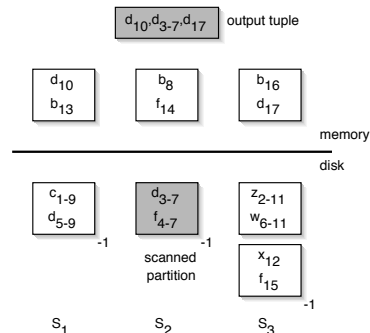 d10,d3-7,d17 output tuple
d10 b8 b16
b13 f14 d17
memory
disk
c1-9 d3-7 z2-11
d5-9 f4-7 w6-11
-1 -1
scanned
partition
x12
f15
-1
S1 S2 S3